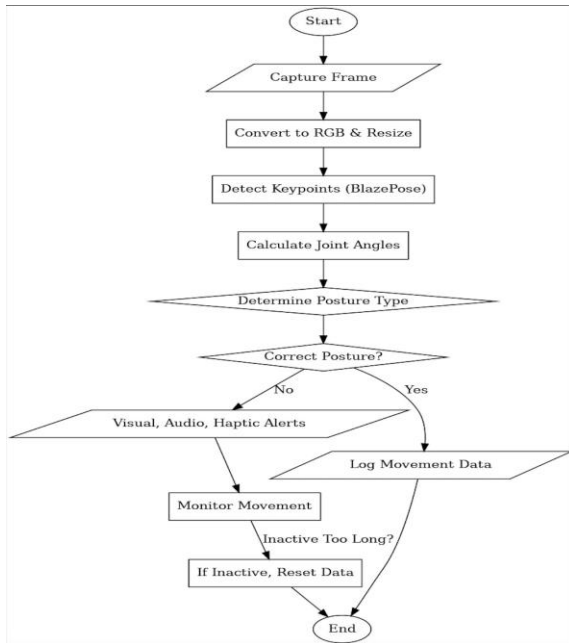 Start
Capture Frame
Convert to RGB & Resize
Detect Keypoints (BlazePose)
Calculate Joint Angles
Determine Posture Type
Correct Posture?
No
Yes
Visual, Audio, Haptic Alerts
Log Movement Data
Monitor Movement
Inactive Too Long?
If Inactive, Reset Data
End